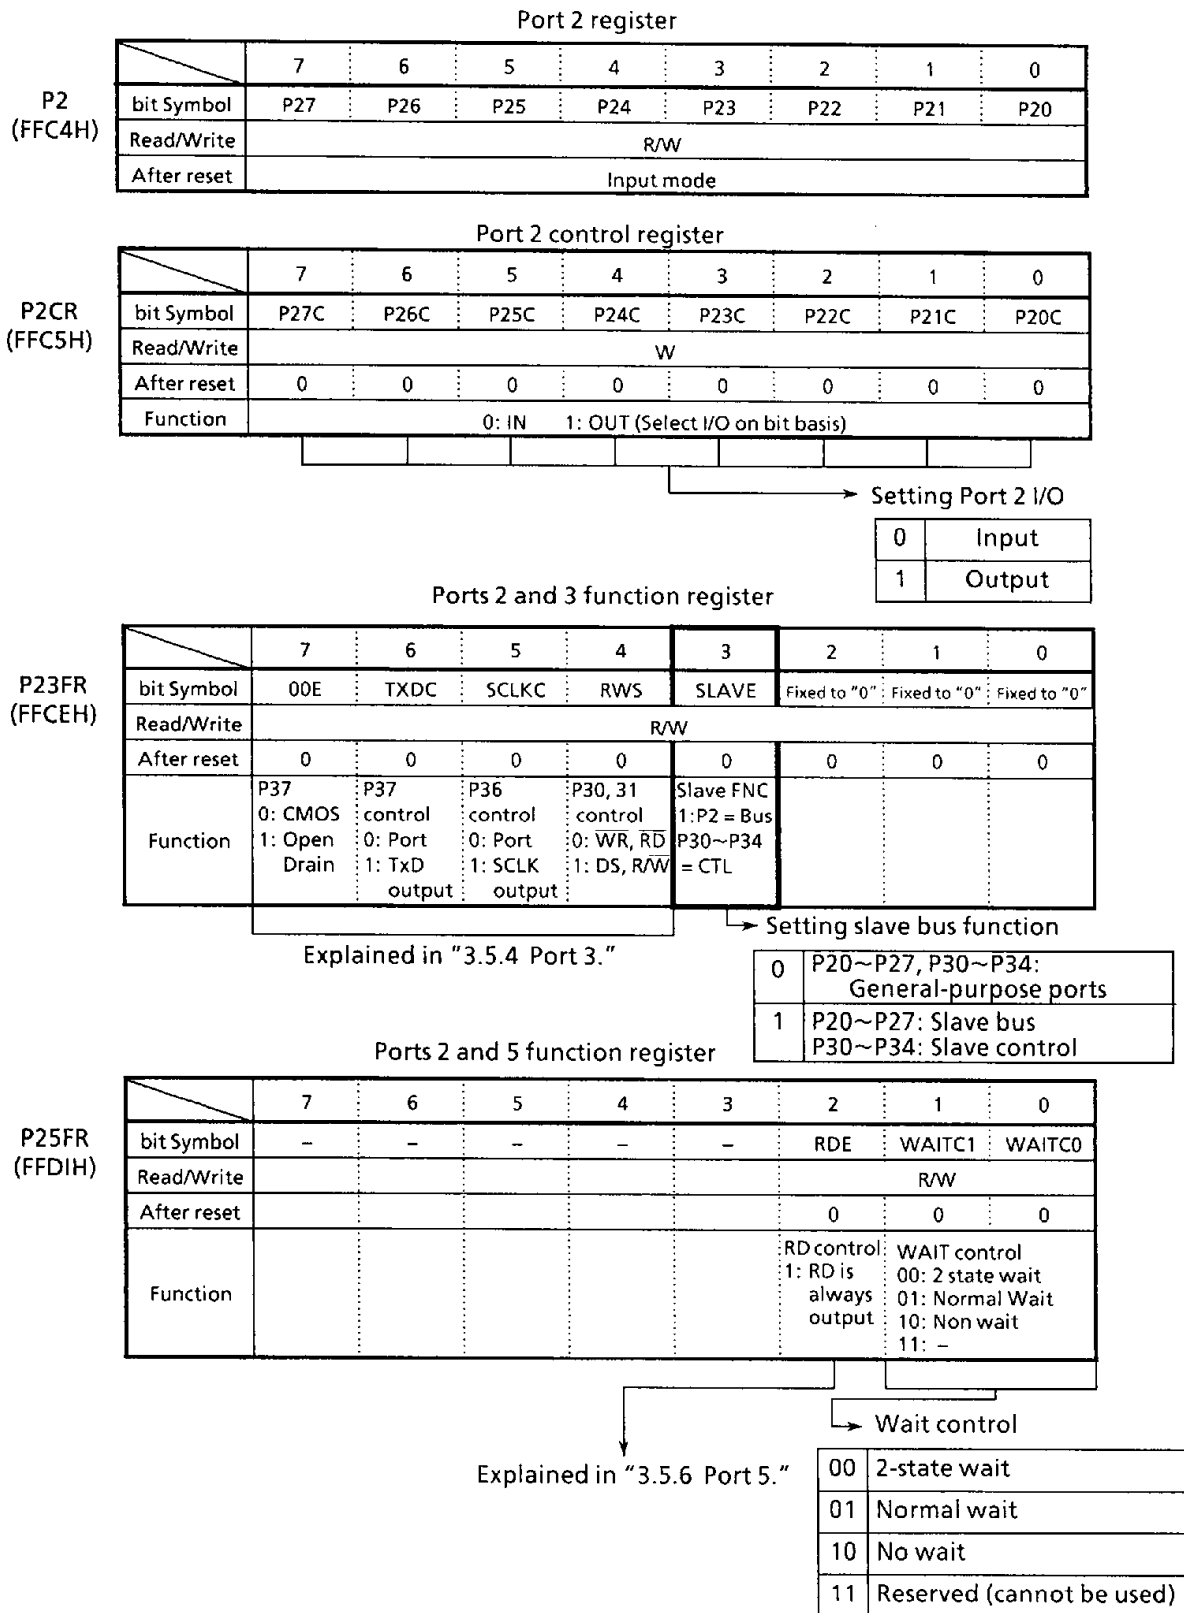 Port 2 register
7 6 5 4 3 2 1 0
P2
(FFC4H)
bit Symbol P27 P26 P25 P24 P23 P22 P21 P20
Read/Write R/W
After reset Input mode
Port 2 control register
7 6 5 4 3 2 1 0
P2CR
(FFC5H)
bit Symbol P27C P26C P25C P24C P23C P22C P21C P20C
Read/Write W
After reset 0 0 0 0 0 0 0 0
Function 0: IN 1: OUT (Select I/O on bit basis)
Setting Port 2 I/O
0 Input
1 Output
Ports 2 and 3 function register
7 6 5 4 3 2 1 0
P23FR
(FFCEH)
bit Symbol 00E TXDC SCLKC RWS SLAVE Fixed to "0" Fixed to "0" Fixed to "0"
Read/Write R/W
After reset 0 0 0 0 0 0 0 0
Function
P37
0: CMOS
1: Open
Drain
P37
control
0: Port
1: TxD
output
P36
control
0: Port
1: SCLK
output
P30, 31
control
0: W̅R̅, R̅D̅
1: DS, R/W̅
Slave FNC
1:P2 = Bus
P30~P34
= CTL
Explained in "3.5.4 Port 3."
Setting slave bus function
0 P20~P27, P30~P34:
General-purpose ports
1 P20~P27: Slave bus
P30~P34: Slave control
Ports 2 and 5 function register
7 6 5 4 3 2 1 0
P25FR
(FFDIH)
bit Symbol – – – – – RDE WAITC1 WAITC0
Read/Write R/W
After reset 0 0 0
Function
RD control
1: RD is
always
output
WAIT control
00: 2 state wait
01: Normal Wait
10: Non wait
11: –
Wait control
Explained in "3.5.6 Port 5."
00 2-state wait
01 Normal wait
10 No wait
11 Reserved (cannot be used)